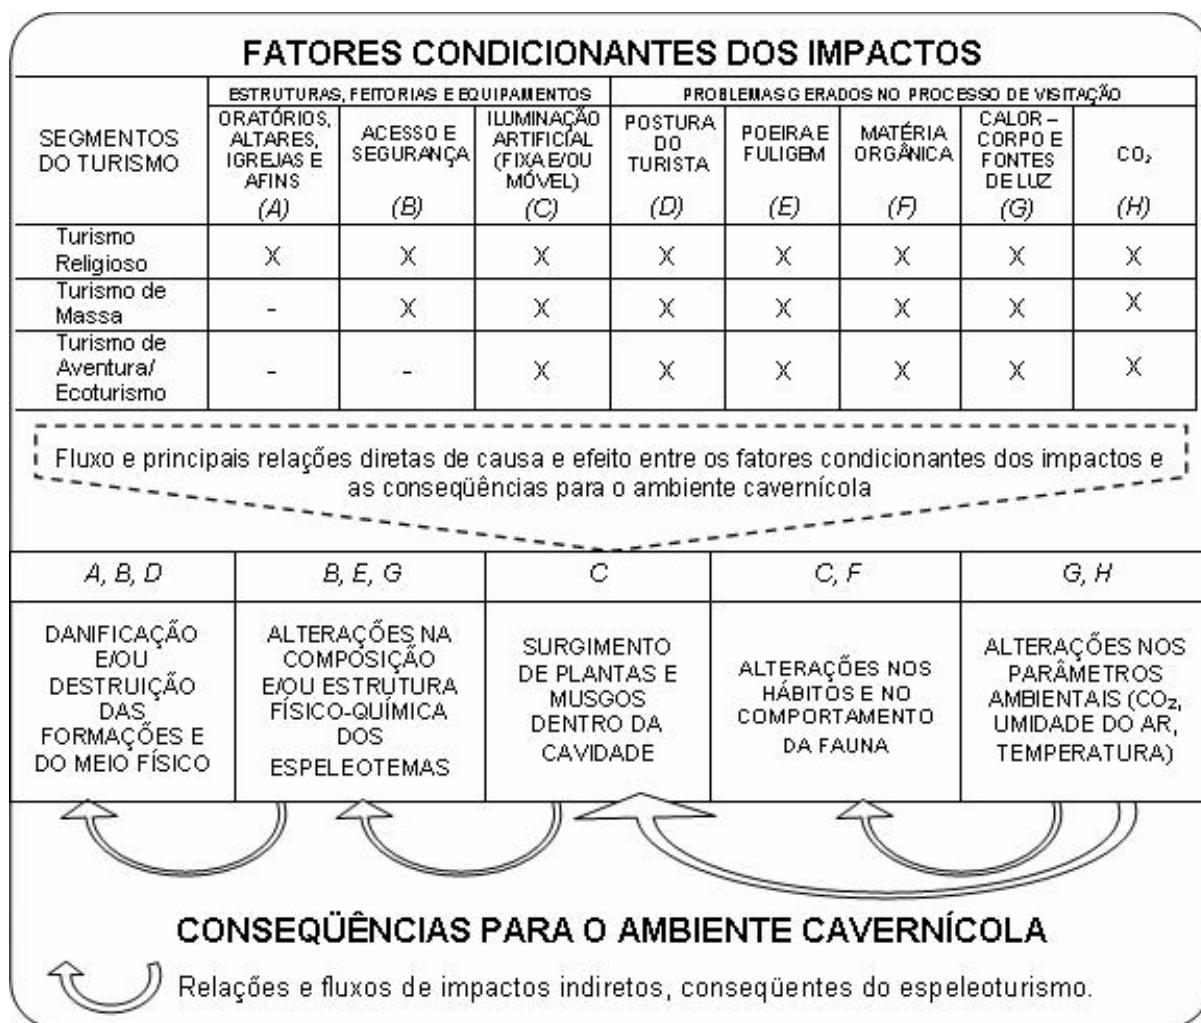 FATORES CONDICIONANTES DOS IMPACTOS
SEGMENTOS
DO TURISMO
ESTRUTURAS, FEITORIAS E EQUIPAMENTOS
PROBLEMAS GERADOS NO PROCESSO DE VISITAÇÃO
ORATÓRIOS,
ALTARES,
IGREJAS E
AFINS
(A)
ACESSO E
SEGURANÇA
(B)
ILUMINAÇÃO
ARTIFICIAL
(FIXA E/OU
MÓVEL)
(C)
POSTURA
DO
TURISTA
(D)
POEIRA E
FULIGEM
(E)
MATÉRIA
ORGÂNICA
(F)
CALOR –
CORPO E
FONTES
DE LUZ
(G)
CO₂
(H)
Turismo
Religioso
X X X X X X X X
Turismo de
Massa
- X X X X X X X
Turismo de
Aventura/
Ecoturismo
- - X X X X X X
Fluxo e principais relações diretas de causa e efeito entre os fatores condicionantes dos impactos e
as conseqüências para o ambiente cavernícola
A, B, D
DANIFICAÇÃO
E/OU
DESTRUIÇÃO
DAS
FORMAÇÕES E
DO MEIO FÍSICO
B, E, G
ALTERAÇÕES NA
COMPOSIÇÃO
E/OU ESTRUTURA
FÍSICO-QUÍMICA
DOS
ESPELEOTEMAS
C
SURGIMENTO
DE PLANTAS E
MUSGOS
DENTRO DA
CAVIDADE
C, F
ALTERAÇÕES NOS
HÁBITOS E NO
COMPORTAMENTO
DA FAUNA
G, H
ALTERAÇÕES NOS
PARÂMETROS
AMBIENTAIS (CO₂,
UMIDADE DO AR,
TEMPERATURA)
CONSEQÜÊNCIAS PARA O AMBIENTE CAVERNÍCOLA
Relações e fluxos de impactos indiretos, conseqüentes do espeleoturismo.